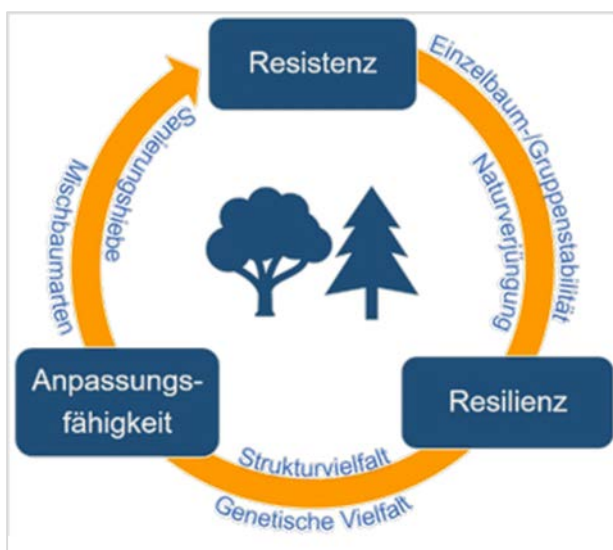 Resistenz
Einzelbaum-/Gruppenstabilität
Naturverjüngung
Resilienz
Strukturvielfalt
Genetische Vielfalt
Anpassungs-
fähigkeit
Mischbaumarten
Sanierungshiebe